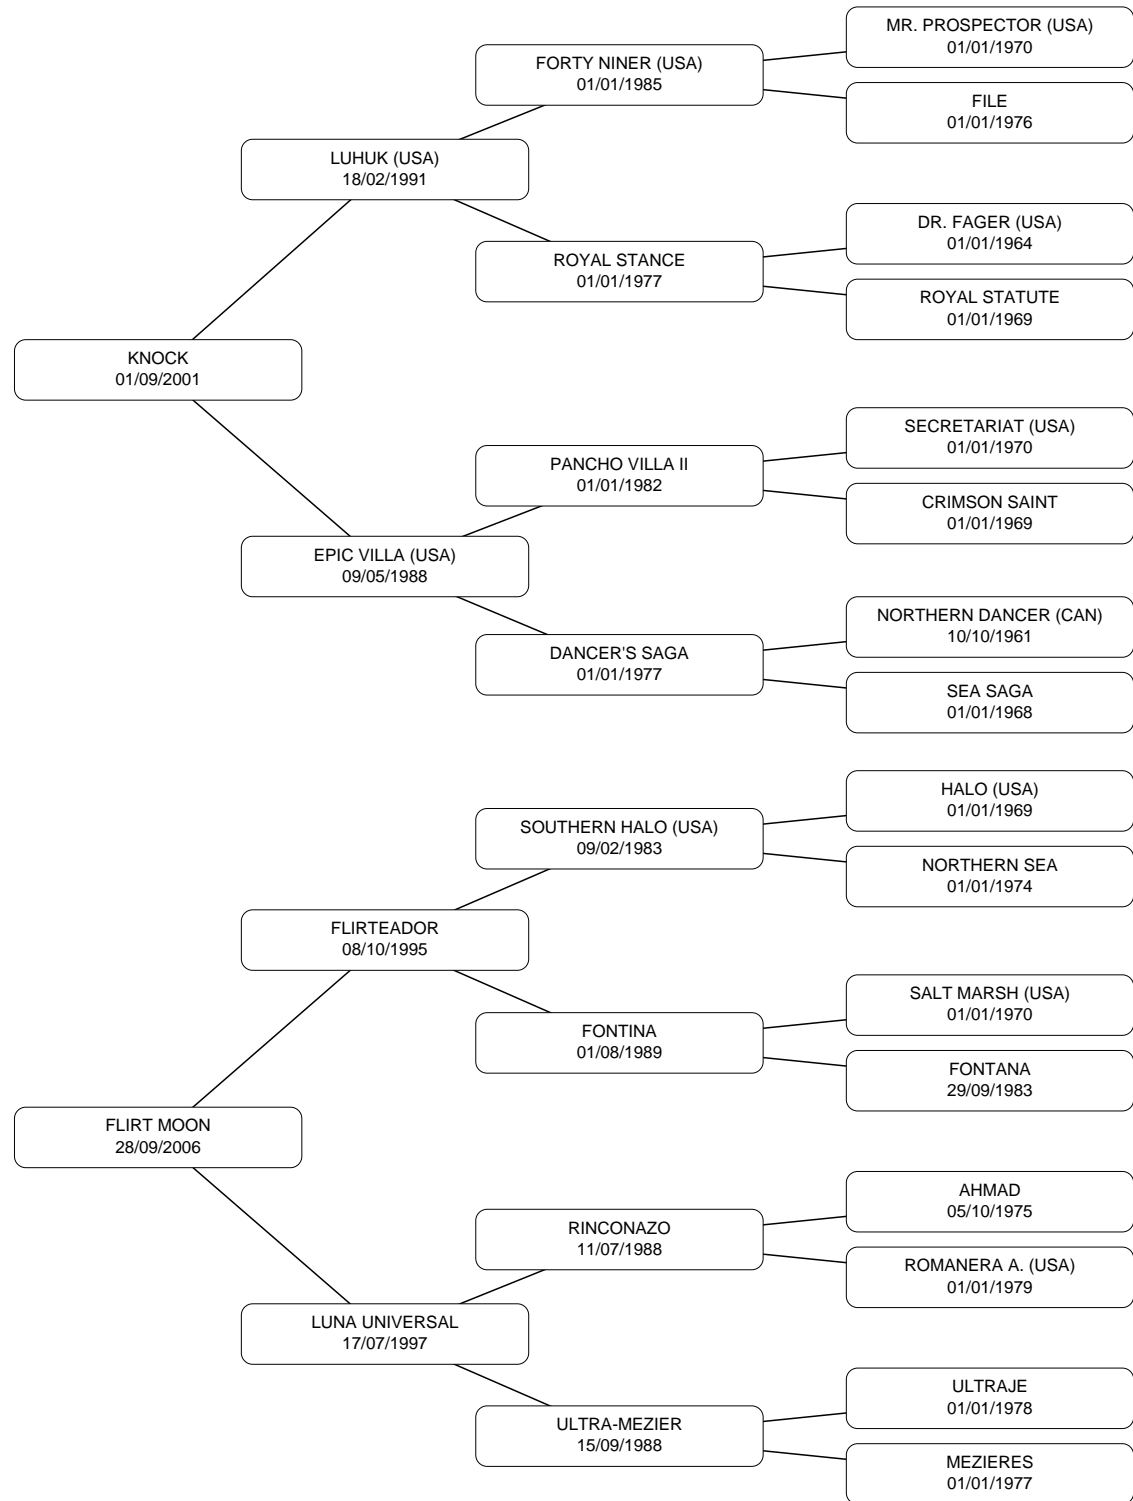 MR. PROSPECTOR (USA)
01/01/1970
FORTY NINER (USA)
01/01/1985
FILE
01/01/1976
LUHUK (USA)
18/02/1991
DR. FAGER (USA)
01/01/1964
ROYAL STANCE
01/01/1977
ROYAL STATUTE
01/01/1969
KNOCK
01/09/2001
SECRETARIAT (USA)
01/01/1970
PANCHO VILLA II
01/01/1982
CRIMSON SAINT
01/01/1969
EPIC VILLA (USA)
09/05/1988
NORTHERN DANCER (CAN)
10/10/1961
DANCER'S SAGA
01/01/1977
SEA SAGA
01/01/1968
HALO (USA)
01/01/1969
SOUTHERN HALO (USA)
09/02/1983
NORTHERN SEA
01/01/1974
FLIRTEADOR
08/10/1995
SALT MARSH (USA)
01/01/1970
FONTINA
01/08/1989
FONTANA
29/09/1983
FLIRT MOON
28/09/2006
AHMAD
05/10/1975
RINCONAZO
11/07/1988
ROMANERA A. (USA)
01/01/1979
LUNA UNIVERSAL
17/07/1997
ULTRAJE
01/01/1978
ULTRA-MEZIER
15/09/1988
MEZIERES
01/01/1977